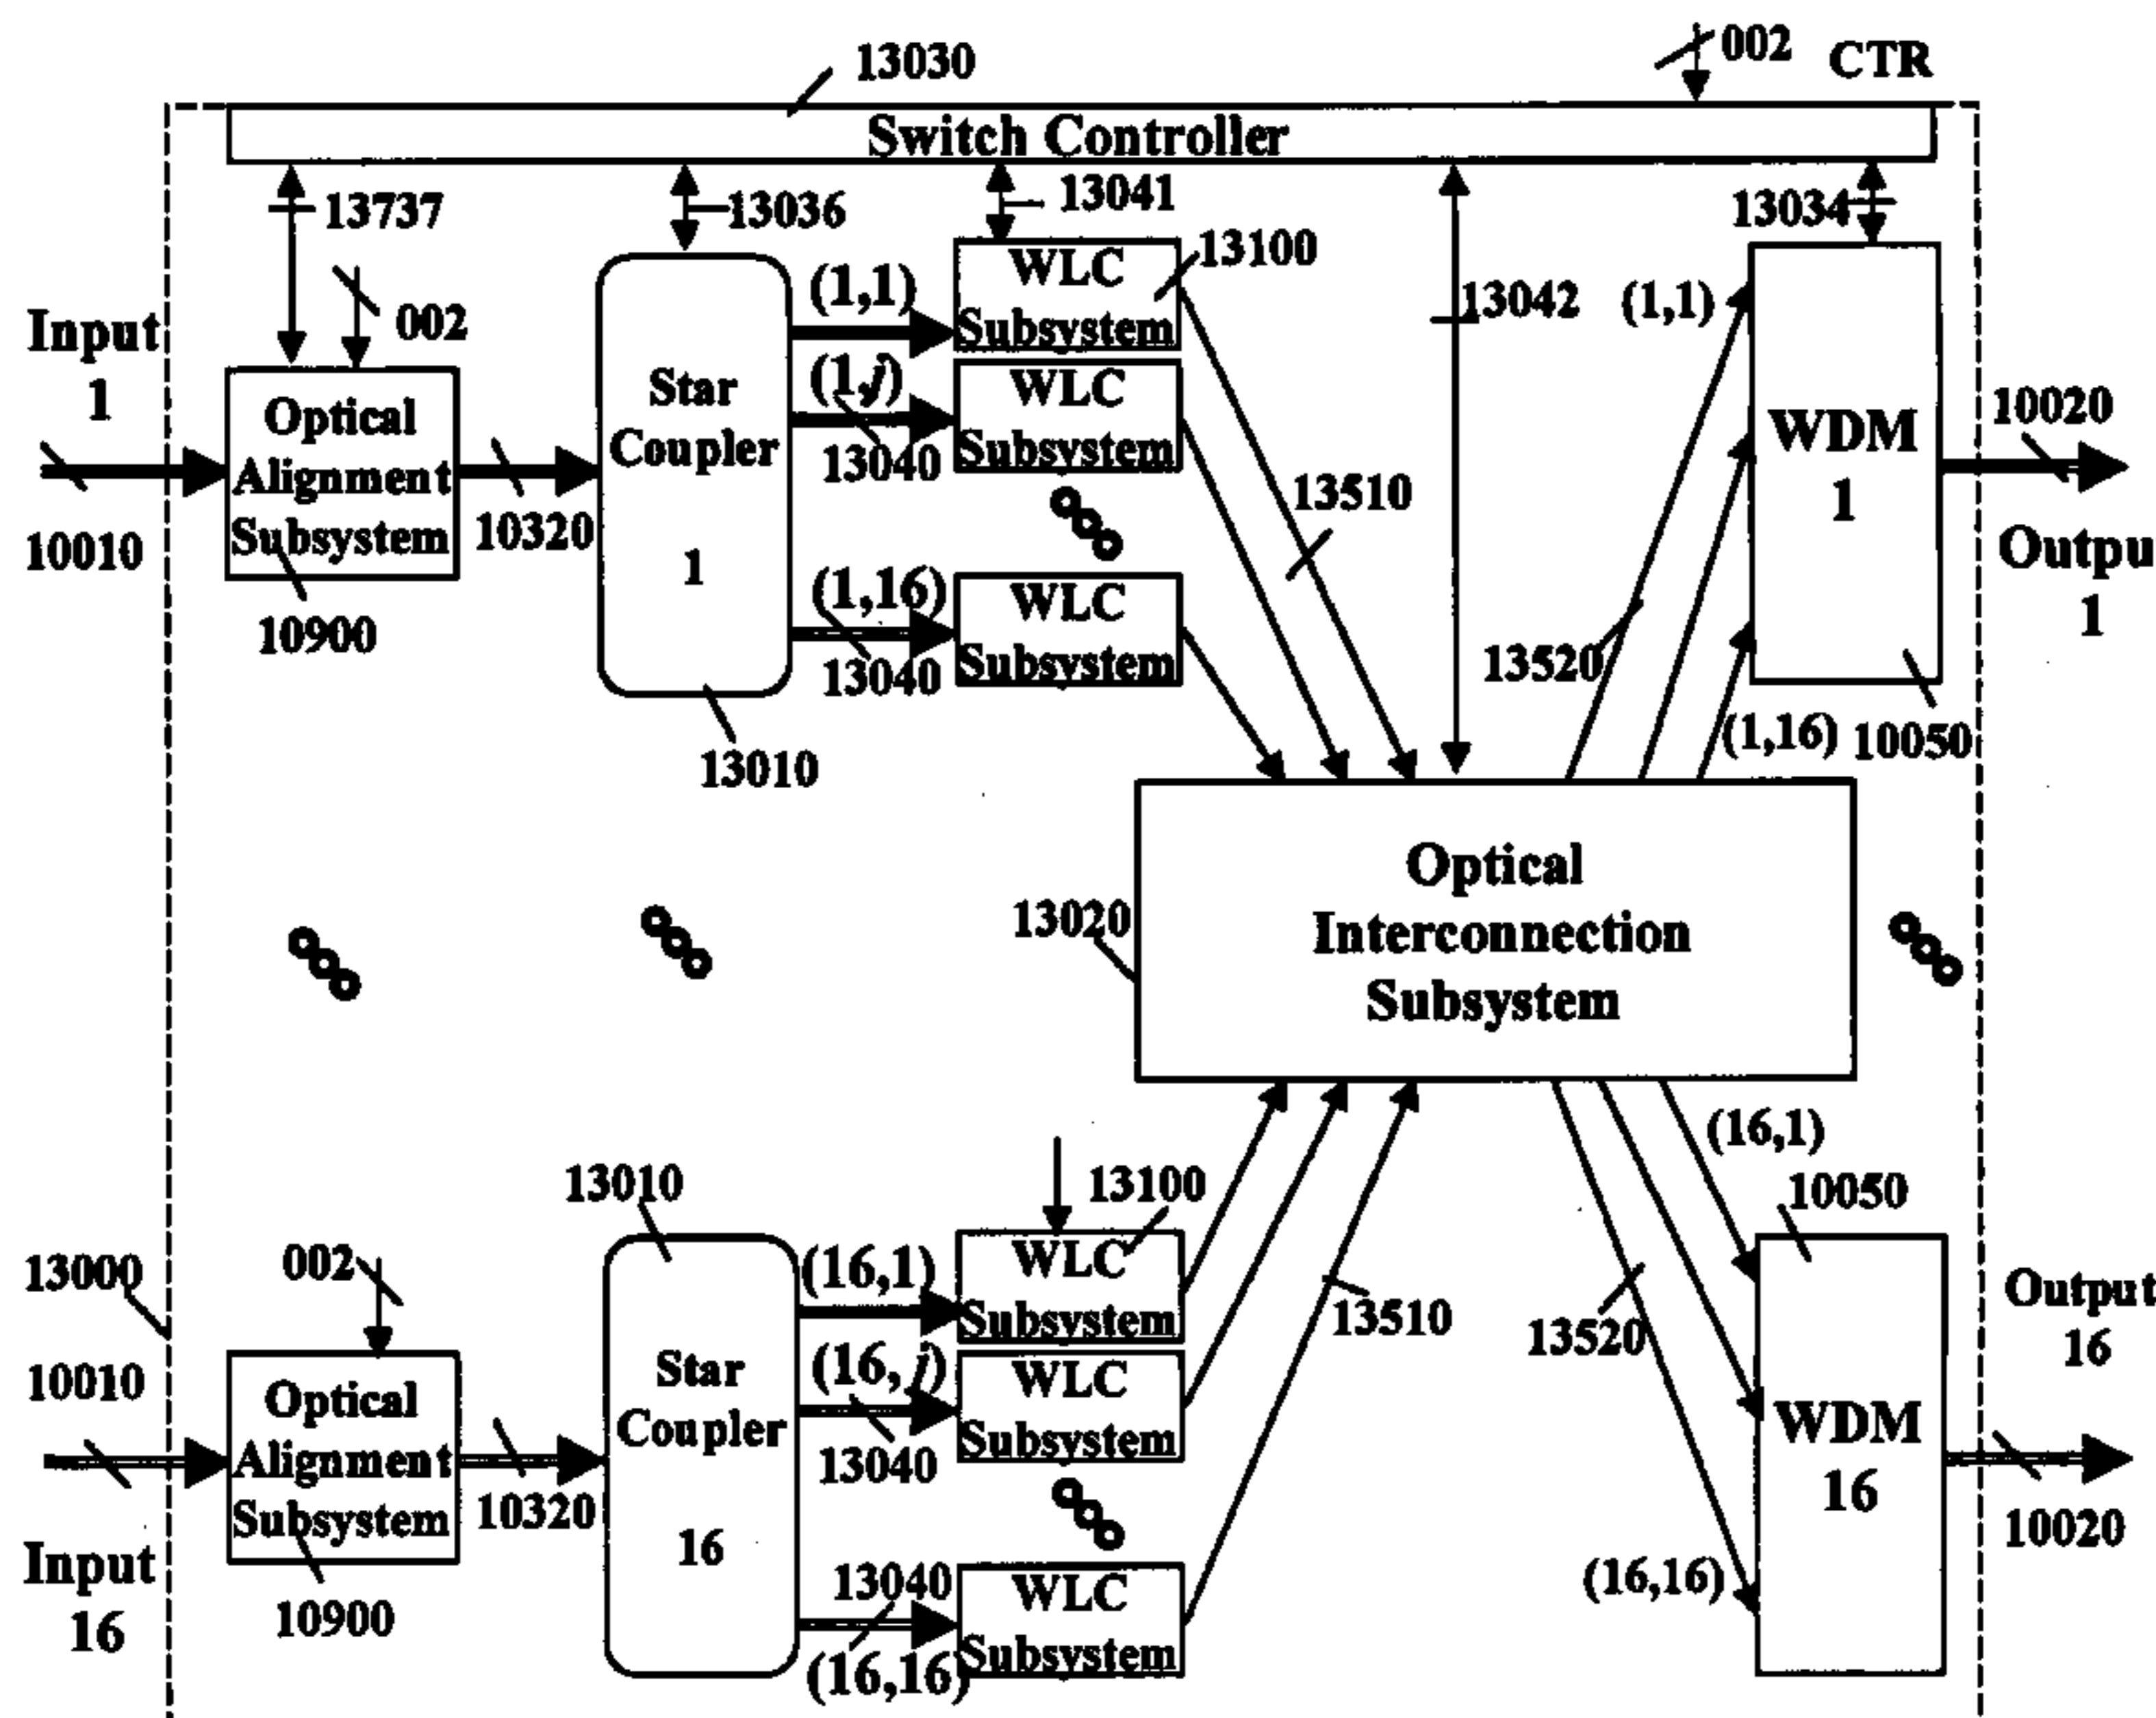 13030
002
CTR
Switch Controller
13737
13036
13041
13034
002
Input
1
10010
Optical
Alignment
Subsystem
10900
10320
Star
Coupler
1
13010
(1,1)
(1,j)
13040
(1,16)
13040
WLC
Subsystem
13100
WLC
Subsystem
WLC
Subsystem
13510
13042
(1,1)
13520
(1,16)
WDM
1
10050
10020
Outpu
1
13020
Optical
Interconnection
Subsystem
13000
10010
Input
16
002
Optical
Alignment
Subsystem
10900
10320
13010
Star
Coupler
16
(16,1)
(16, j)
13040
13040
(16,16)
13100
WLC
Subsystem
WLC
Subsystem
WLC
Subsystem
13510
13520
(16,1)
(16,16)
10050
WDM
16
Output
16
10020